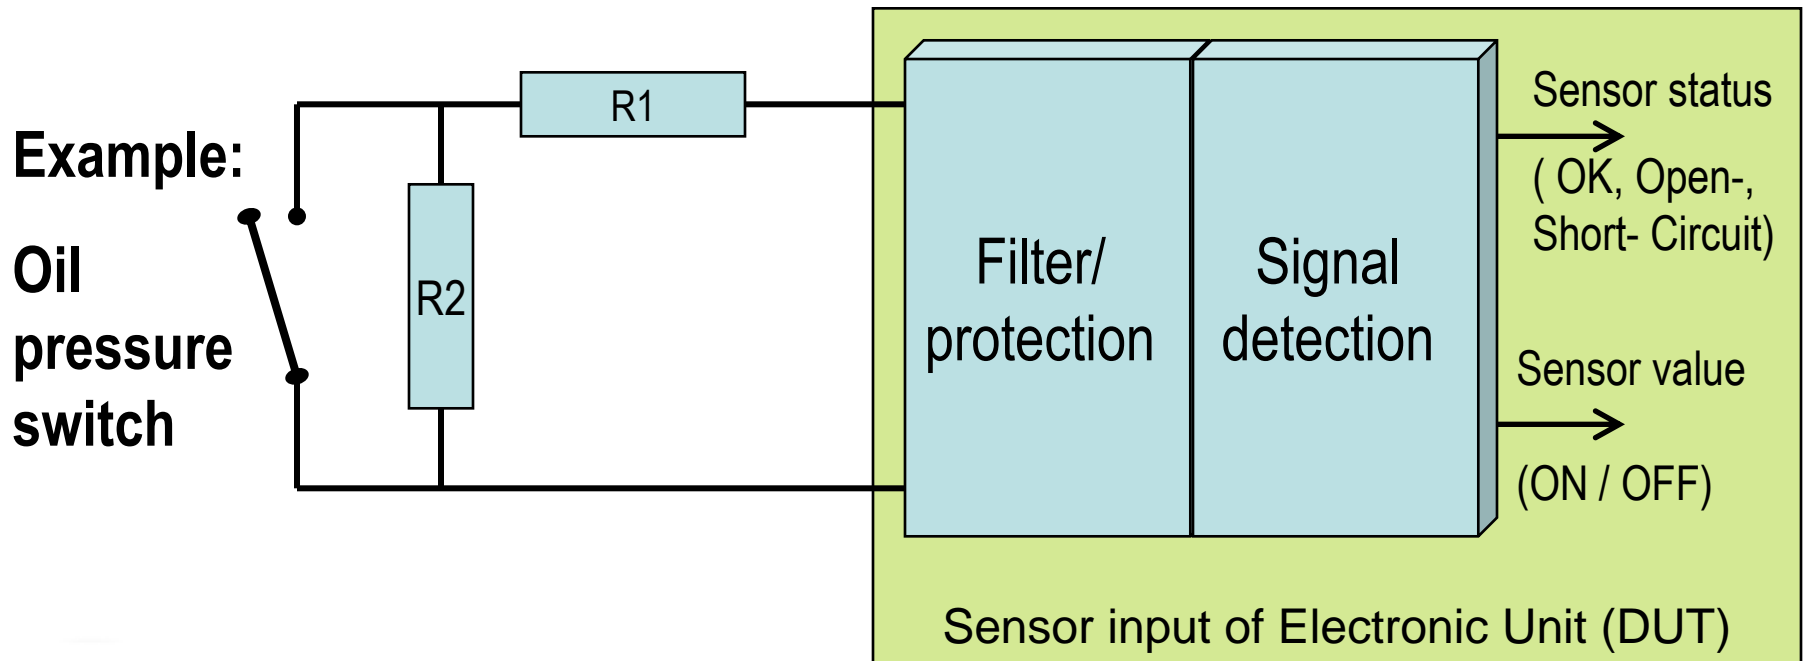 Example:
Oil
pressure
switch
R1
R2
Filter/
protection
Signal
detection
Sensor status
( OK, Open-,
Short- Circuit)
Sensor value
(ON / OFF)
Sensor input of Electronic Unit (DUT)